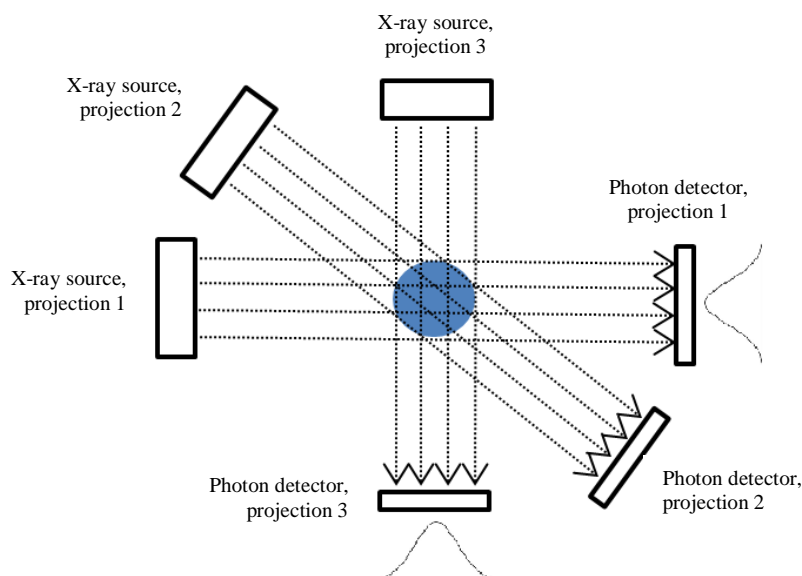 X-ray source,
projection 3
X-ray source,
projection 2
Photon detector,
projection 1
X-ray source,
projection 1
Photon detector,
projection 3
Photon detector,
projection 2